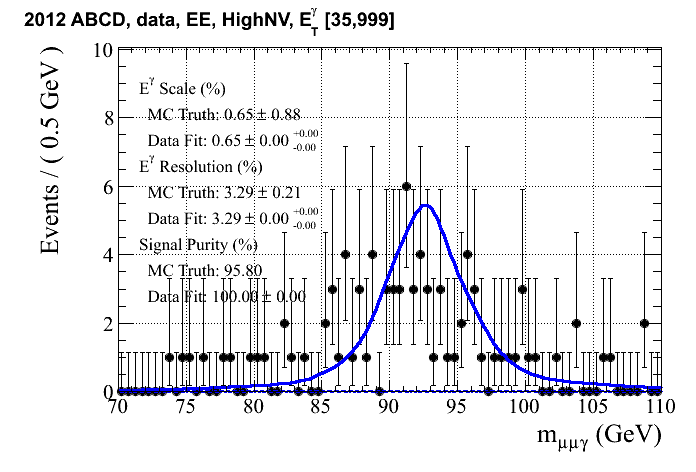 2012 ABCD, data, EE, HighNV, E_T^γ [35,999]
E^γ Scale (%)
MC Truth: 0.65 ± 0.88
Data Fit: 0.65 ± 0.00 +0.00 -0.00
E^γ Resolution (%)
MC Truth: 3.29 ± 0.21
Data Fit: 3.29 ± 0.00 +0.00 -0.00
Signal Purity (%)
MC Truth: 95.80
Data Fit: 100.00 ± 0.00
Events / ( 0.5 GeV )
10
8
6
4
2
0
70 75 80 85 90 95 100 105 110
m_μμγ (GeV)